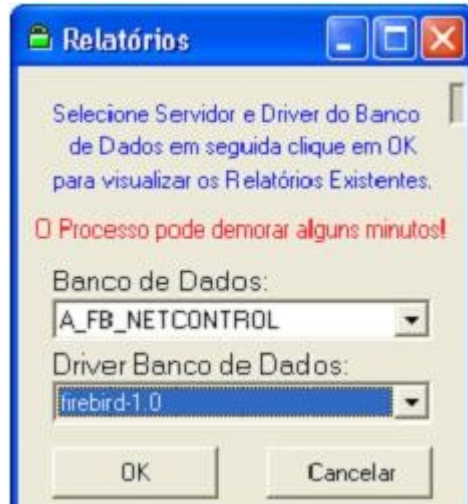 Relatórios
Selecione Servidor e Driver do Banco
de Dados em seguida clique em OK
para visualizar os Relatórios Existentes.
O Processo pode demorar alguns minutos!
Banco de Dados:
A_FB_NETCONTROL
Driver Banco de Dados:
firebird-1.0
OK Cancelar